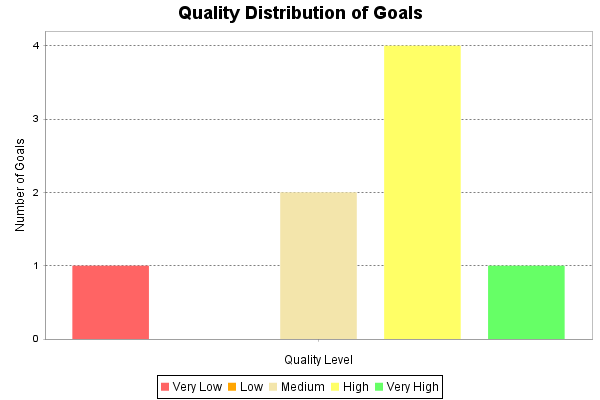 Quality Distribution of Goals
Number of Goals
4
3
2
1
0
Quality Level
Very Low Low Medium High Very High